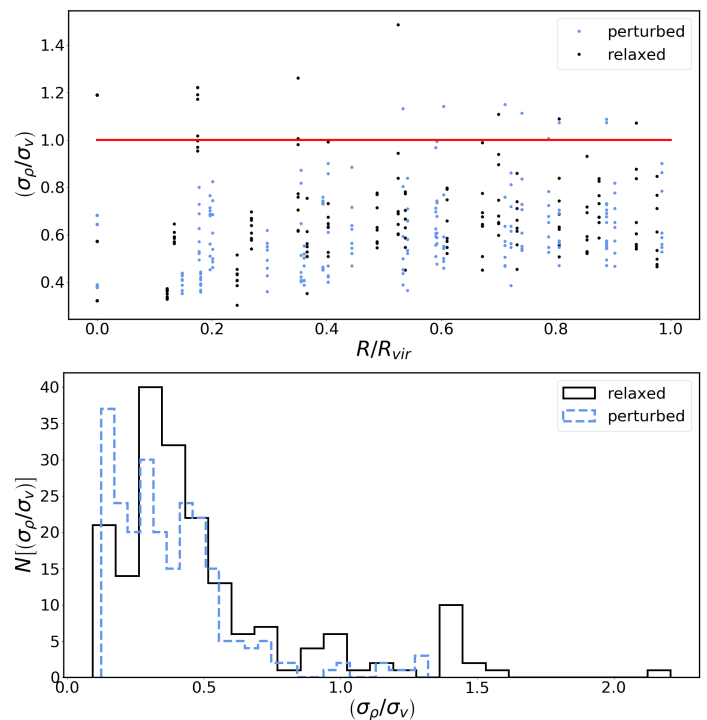 perturbed
relaxed
(σρ/σv)
1.4
1.2
1.0
0.8
0.6
0.4
0.0 0.2 0.4 0.6 0.8 1.0
R/Rvir
relaxed
perturbed
N[(σρ/σv)]
40
35
30
25
20
15
10
5
0
0.0 0.5 1.0 1.5 2.0
(σρ/σv)